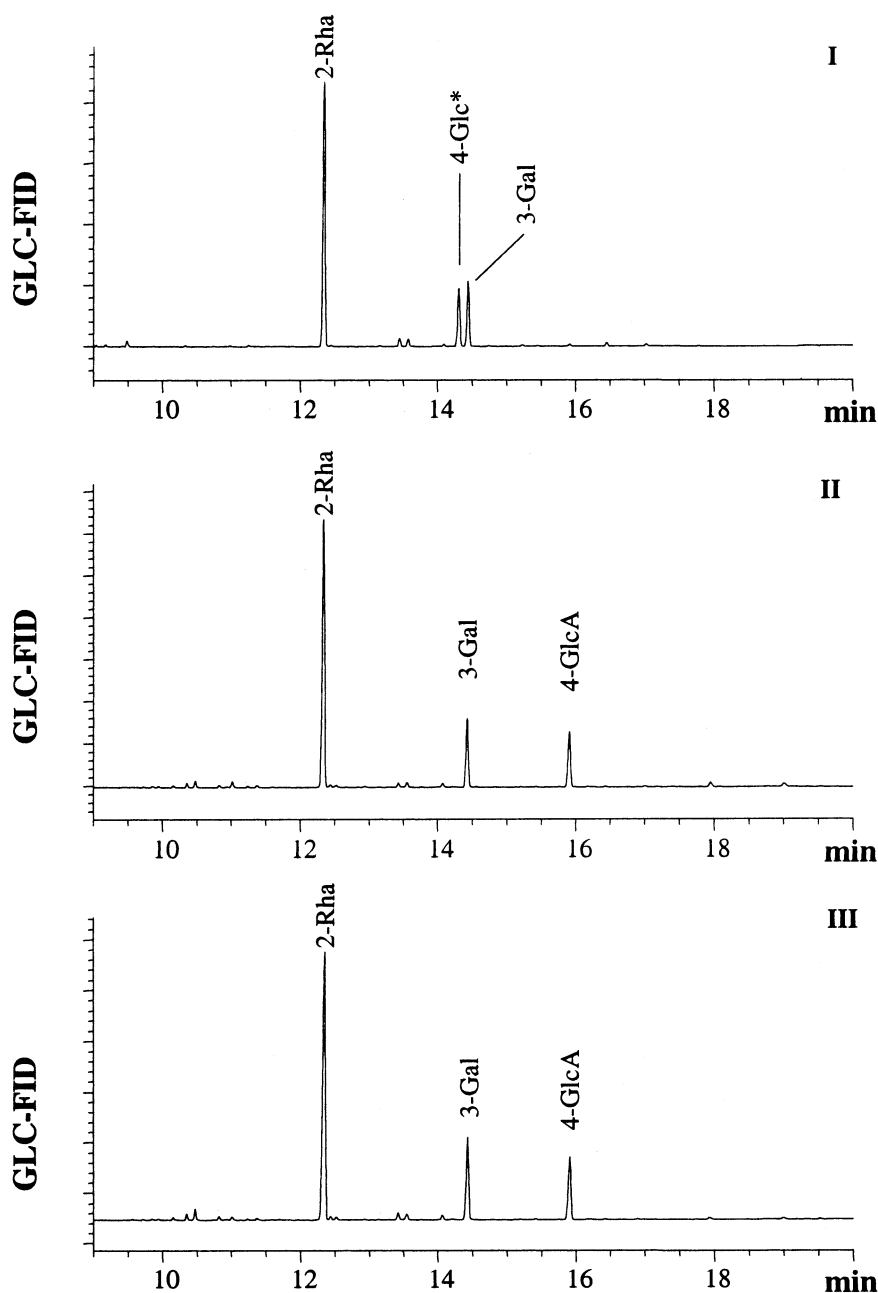 I
GLC-FID
2-Rha
4-Glc*
3-Gal
10 12 14 16 18 min
II
GLC-FID
2-Rha
3-Gal
4-GlcA
10 12 14 16 18 min
III
GLC-FID
2-Rha
3-Gal
4-GlcA
10 12 14 16 18 min